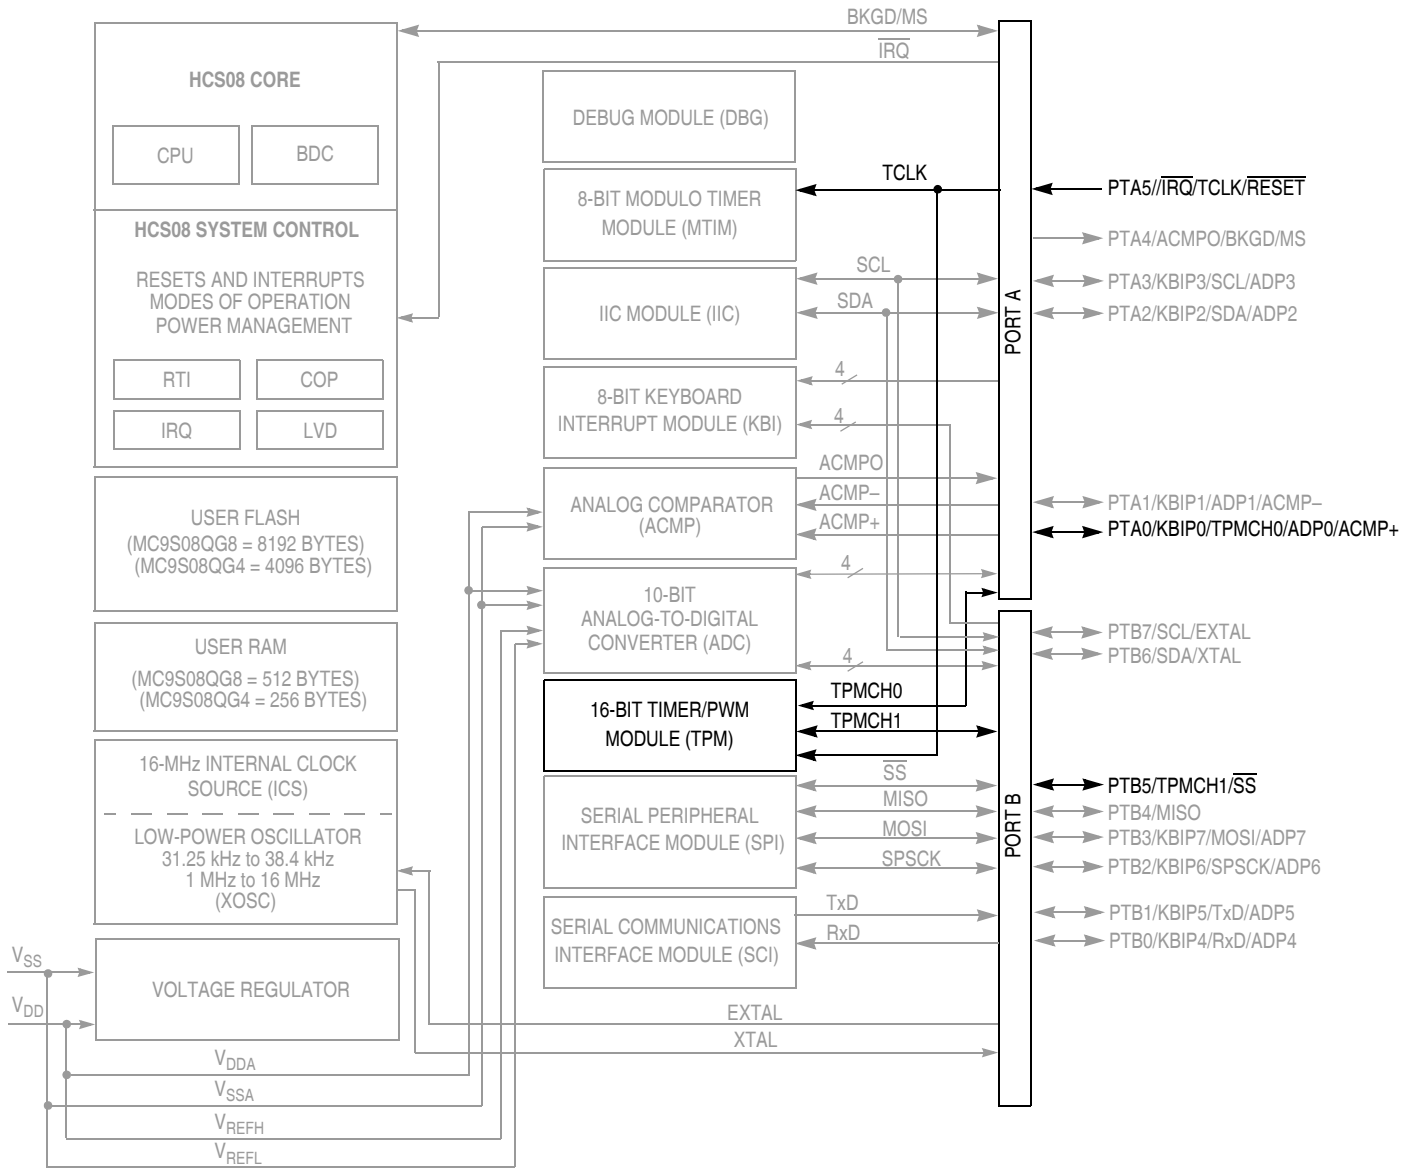 BKGD/MS
IRQ
HCS08 CORE
CPU
BDC
HCS08 SYSTEM CONTROL
RESETS AND INTERRUPTS
MODES OF OPERATION
POWER MANAGEMENT
RTI
COP
IRQ
LVD
USER FLASH
(MC9S08QG8 = 8192 BYTES)
(MC9S08QG4 = 4096 BYTES)
USER RAM
(MC9S08QG8 = 512 BYTES)
(MC9S08QG4 = 256 BYTES)
16-MHz INTERNAL CLOCK
SOURCE (ICS)
LOW-POWER OSCILLATOR
31.25 kHz to 38.4 kHz
1 MHz to 16 MHz
(XOSC)
VSS
VDD
VOLTAGE REGULATOR
VDDA
VSSA
VREFH
VREFL
DEBUG MODULE (DBG)
8-BIT MODULO TIMER
MODULE (MTIM)
TCLK
IIC MODULE (IIC)
SCL
SDA
8-BIT KEYBOARD
INTERRUPT MODULE (KBI)
4
4
ANALOG COMPARATOR
(ACMP)
ACMPO
ACMP–
ACMP+
10-BIT
ANALOG-TO-DIGITAL
CONVERTER (ADC)
4
4
16-BIT TIMER/PWM
MODULE (TPM)
TPMCH0
TPMCH1
SERIAL PERIPHERAL
INTERFACE MODULE (SPI)
SS
MISO
MOSI
SPSCK
SERIAL COMMUNICATIONS
INTERFACE MODULE (SCI)
TxD
RxD
EXTAL
XTAL
PORT A
PTA5//IRQ/TCLK/RESET
PTA4/ACMPO/BKGD/MS
PTA3/KBIP3/SCL/ADP3
PTA2/KBIP2/SDA/ADP2
PTA1/KBIP1/ADP1/ACMP–
PTA0/KBIP0/TPMCH0/ADP0/ACMP+
PORT B
PTB7/SCL/EXTAL
PTB6/SDA/XTAL
PTB5/TPMCH1/SS
PTB4/MISO
PTB3/KBIP7/MOSI/ADP7
PTB2/KBIP6/SPSCK/ADP6
PTB1/KBIP5/TxD/ADP5
PTB0/KBIP4/RxD/ADP4